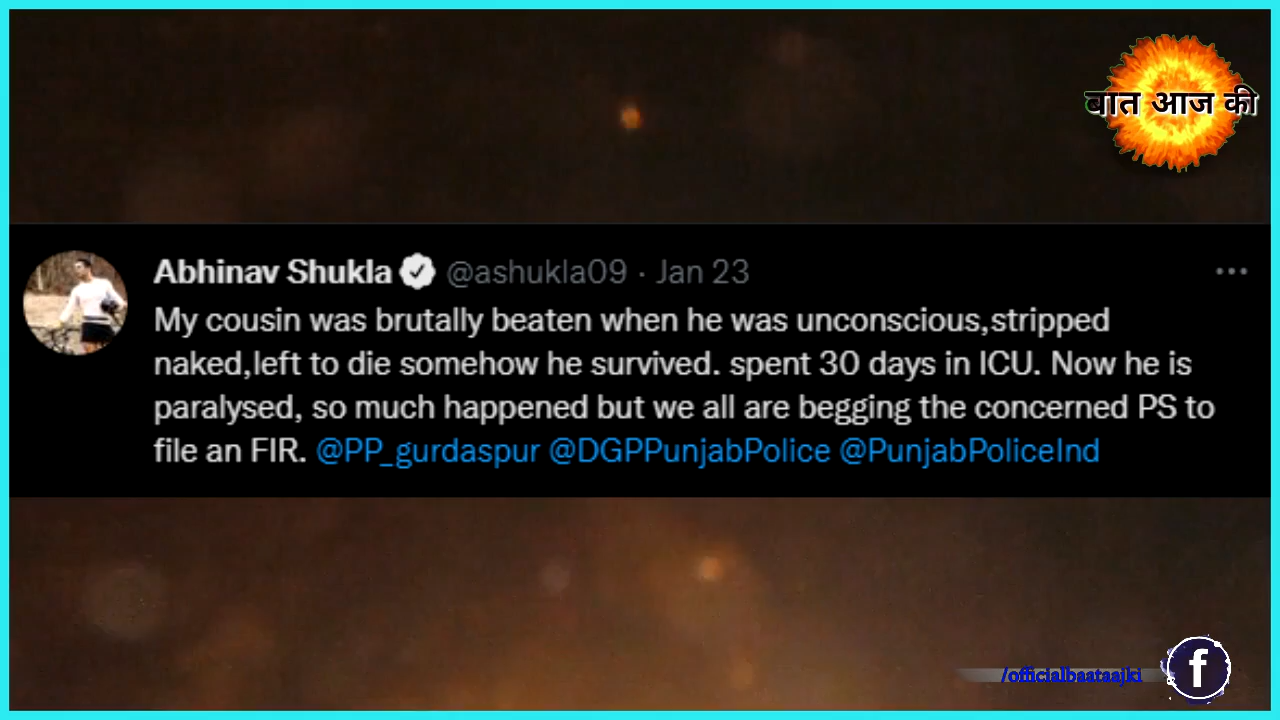 बात आज की
Abhinav Shukla @ashukla09 · Jan 23
My cousin was brutally beaten when he was unconscious,stripped
naked,left to die somehow he survived. spent 30 days in ICU. Now he is
paralysed, so much happened but we all are begging the concerned PS to
file an FIR. @PP_gurdaspur @DGPPunjabPolice @PunjabPoliceInd
/officialbaataajki
f